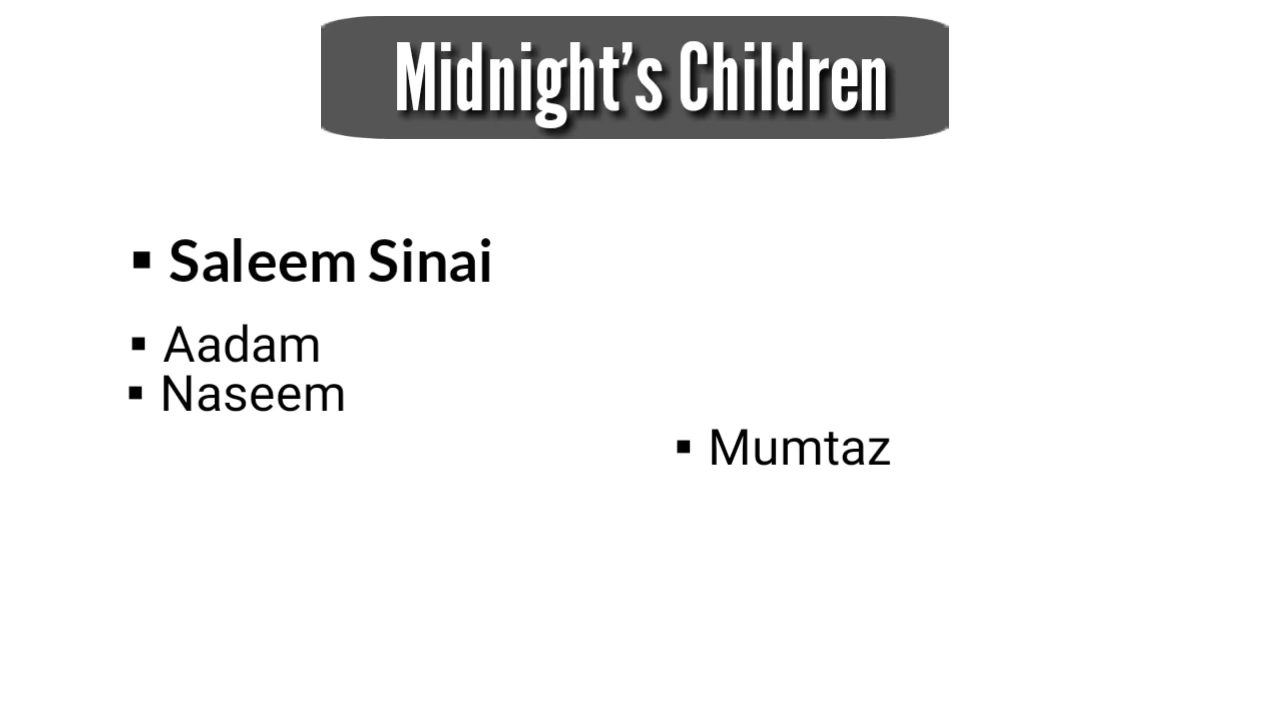 Midnight’s Children
▪ Saleem Sinai
▪ Aadam
▪ Naseem
▪ Mumtaz